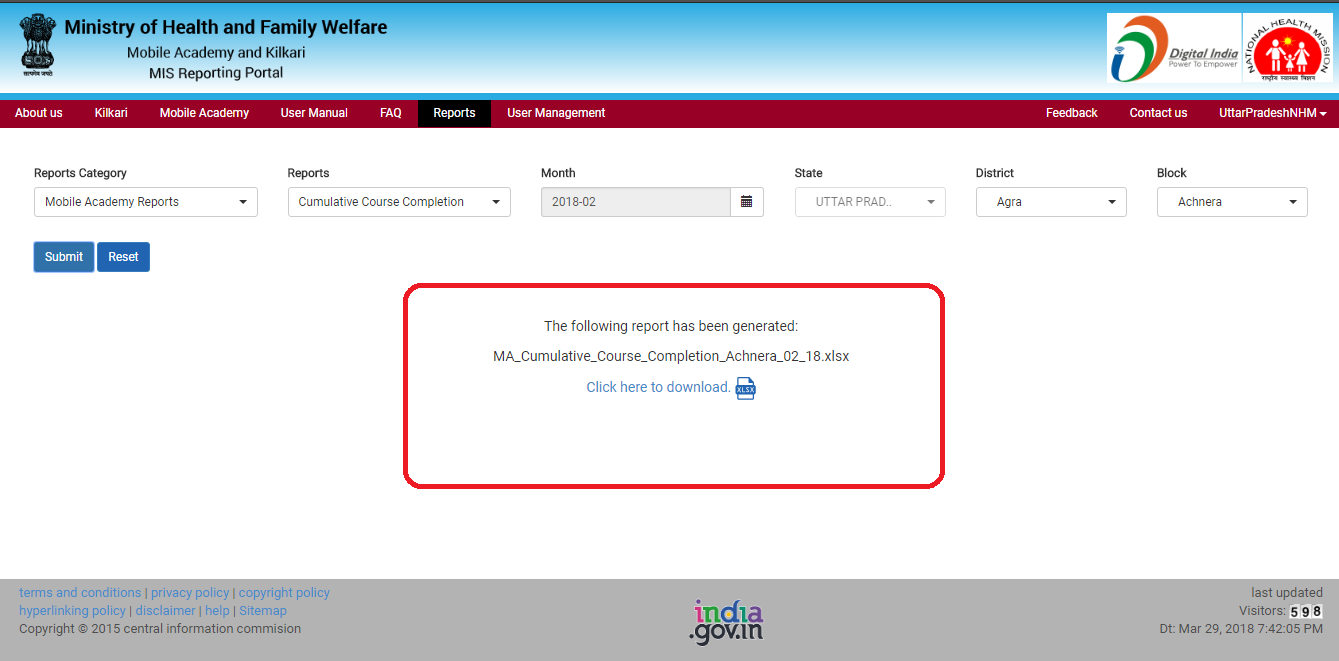 Ministry of Health and Family Welfare
Mobile Academy and Kilkari
MIS Reporting Portal
सत्यमेव जयते
Digital India
Power To Empower
NATIONAL HEALTH MISSION
राष्ट्रीय स्वास्थ्य मिशन
About us Kilkari Mobile Academy User Manual FAQ Reports User Management Feedback Contact us UttarPradeshNHM
Reports Category Reports Month State District Block
Mobile Academy Reports Cumulative Course Completion 2018-02 UTTAR PRAD.. Agra Achnera
Submit Reset
The following report has been generated:
MA_Cumulative_Course_Completion_Achnera_02_18.xlsx
Click here to download. XLSX
terms and conditions | privacy policy | copyright policy
hyperlinking policy | disclaimer | help | Sitemap
Copyright © 2015 central information commision
india
.gov.in
last updated
Visitors: 598
Dt: Mar 29, 2018 7:42:05 PM